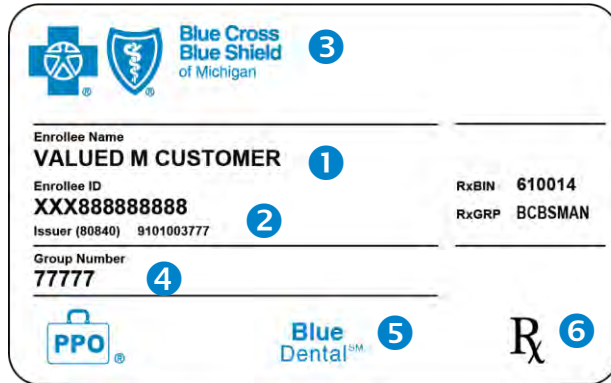 Blue Cross
Blue Shield
of Michigan
3
® ®
Enrollee Name
VALUED M CUSTOMER
1
Enrollee ID
XXX888888888
2
Issuer (80840) 9101003777
RxBIN 610014
RxGRP BCBSMAN
Group Number
77777
4
PPO ®
Blue
Dental℠
5
Rx
6